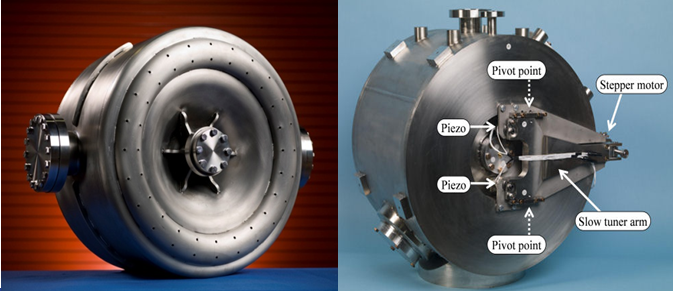 Pivot point
Stepper motor
Piezo
Piezo
Slow tuner arm
Pivot point